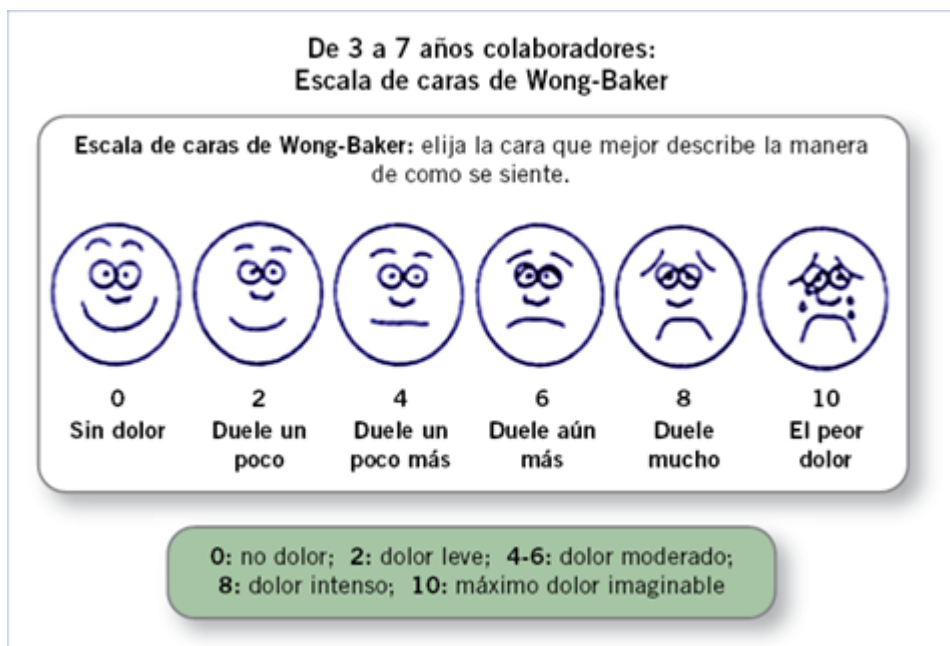 De 3 a 7 años colaboradores:
Escala de caras de Wong-Baker
Escala de caras de Wong-Baker: elija la cara que mejor describe la manera
de como se siente.
0
Sin dolor
2
Duele un
poco
4
Duele un
poco más
6
Duele aún
más
8
Duele
mucho
10
El peor
dolor
0: no dolor; 2: dolor leve; 4-6: dolor moderado;
8: dolor intenso; 10: máximo dolor imaginable